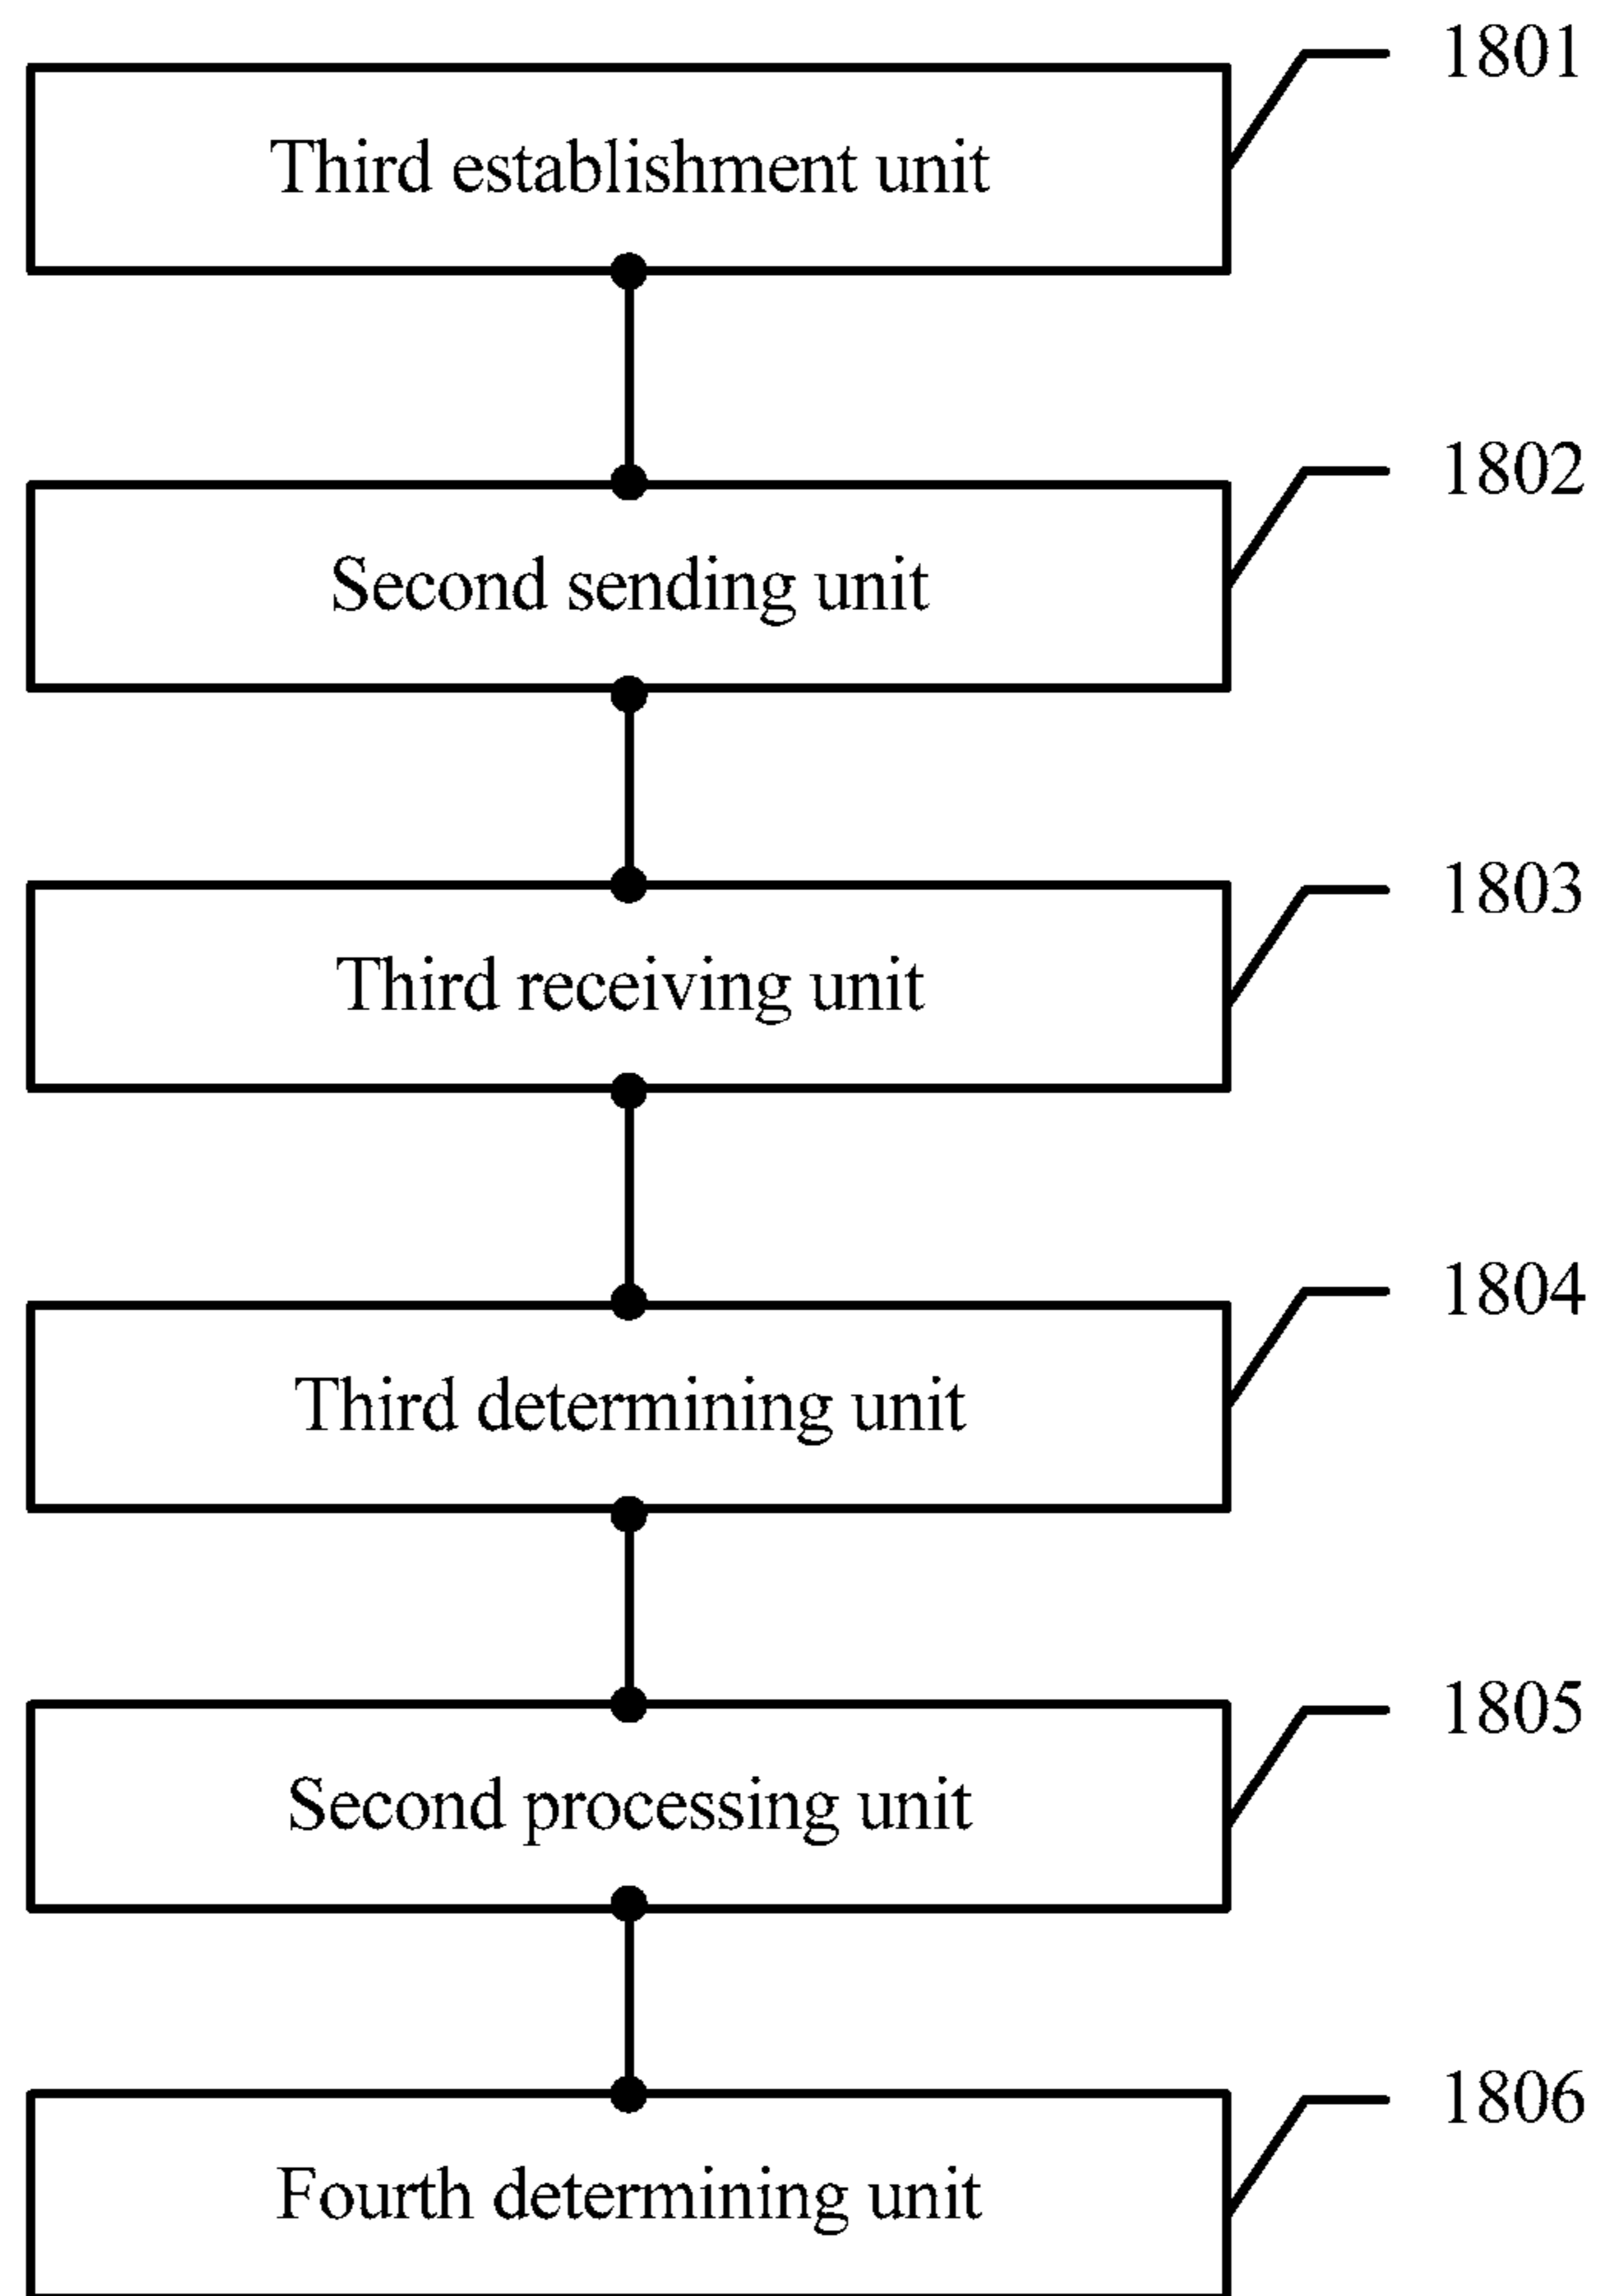 1801
Third establishment unit
1802
Second sending unit
1803
Third receiving unit
1804
Third determining unit
1805
Second processing unit
1806
Fourth determining unit